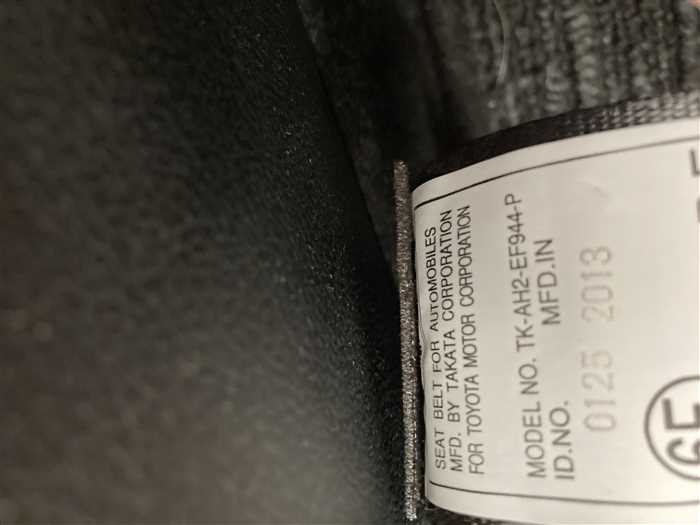 SEAT BELT FOR AUTOMOBILES
MFD. BY TAKATA CORPORATION
FOR TOYOTA MOTOR CORPORATION
MODEL NO. TK-AH2-EF944-P
ID.NO. MFD.IN
0125 2013